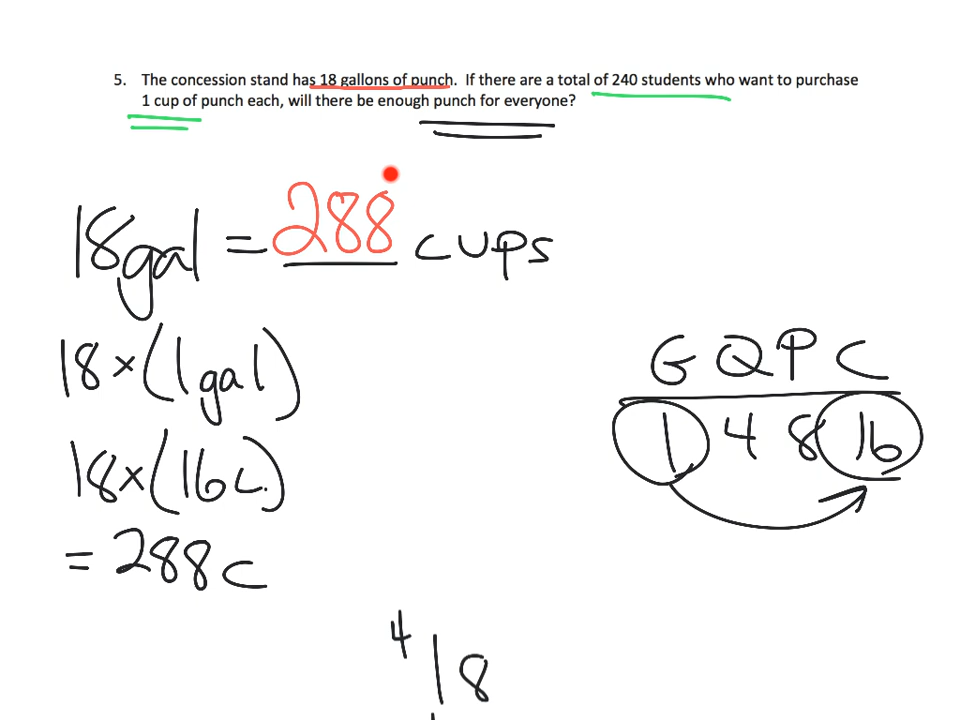 5. The concession stand has 18 gallons of punch. If there are a total of 240 students who want to purchase
1 cup of punch each, will there be enough punch for everyone?
18gal = 288 cups
18 × (1gal)
18 × (16c.)
= 288c
G Q P C
1 4 8 16
4
18